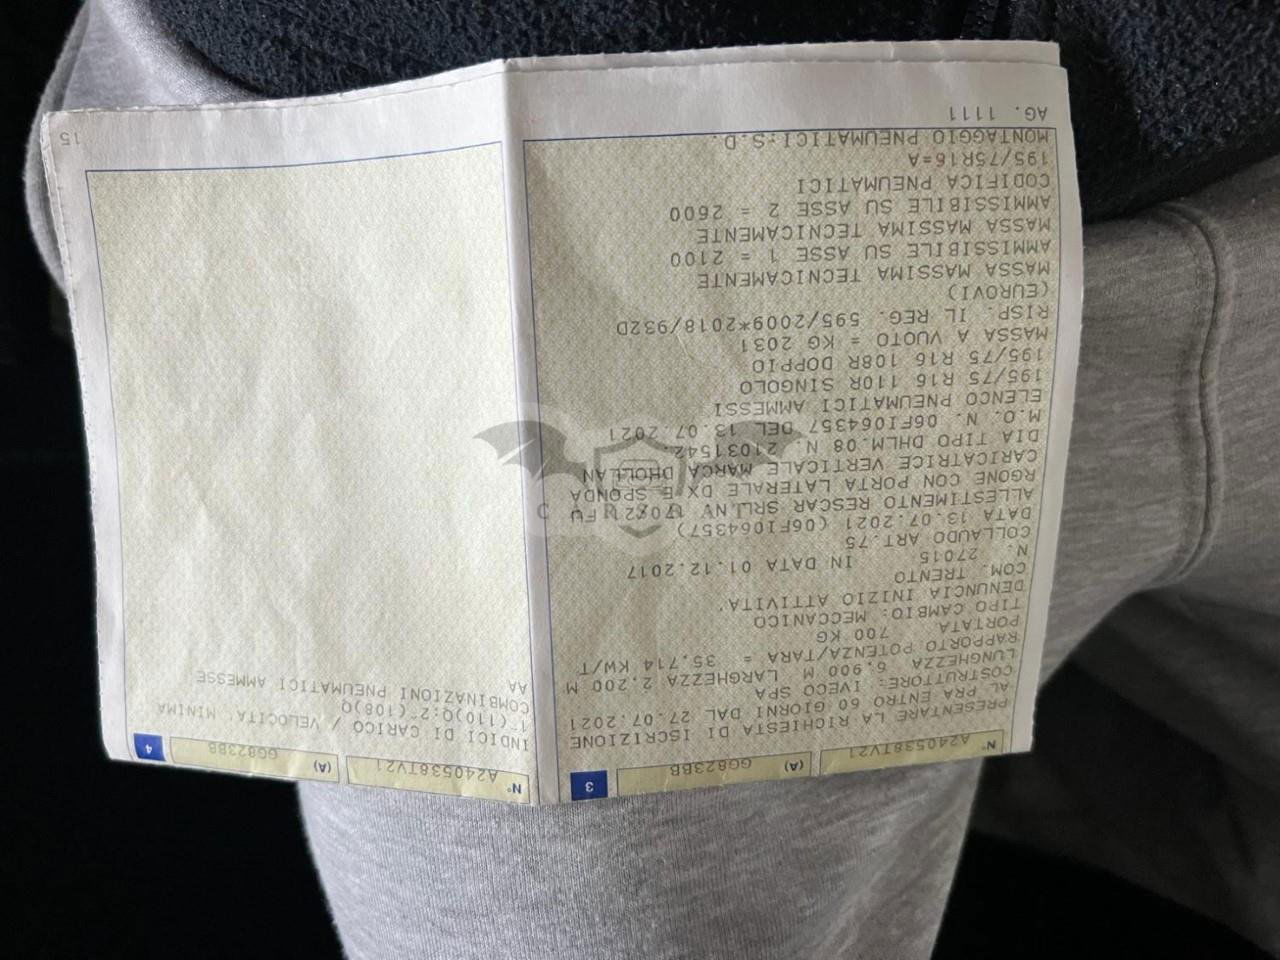 N° A240538TV21 (A) GG823BB 3
PRESENTARE LA RICHIESTA DI ISCRIZIONE
AL PRA ENTRO 60 GIORNI DAL 27.07.2021
COSTRUTTORE: IVECO SPA
LUNGHEZZA 6,900 M LARGHEZZA 2,200 M
RAPPORTO POTENZA/TARA = 35,714 KW/T
PORTATA 700 KG
TIPO CAMBIO: MECCANICO
DENUNCIA INIZIO ATTIVITA'
COM. TRENTO
N. 27015 IN DATA 01.12.2017
COLLAUDO ART.75
DATA 13.07.2021 (06FI064357)
ALLESTIMENTO RESCAR SRL FU
RGONE CON PORTA LATERALE DX E SPONDA
CARICATRICE VERTICALE MARCA DHOLLAN
DIA TIPO DHLM.08 N. 21031542
M.O. N. 06FI064357 DEL 13.07.2021
ELENCO PNEUMATICI AMMESSI
195/75 R16 110R SINGOLO
195/75 R16 108R DOPPIO
MASSA A VUOTO = KG 2031
RISP. IL REG. 595/2009*2018/932D
(EUROVI)
MASSA MASSIMA TECNICAMENTE
AMMISSIBILE SU ASSE 1 = 2100
MASSA MASSIMA TECNICAMENTE
AMMISSIBILE SU ASSE 2 = 2600
CODIFICA PNEUMATICI
195/75R16=A
MONTAGGIO PNEUMATICI:S.D.
AG. 1111
N° A240538TV21 (A) GG823BB 4
INDICI DI CARICO / VELOCITA' MINIMA
1^(110)Q:2^(108)Q
COMBINAZIONI PNEUMATICI AMMESSE
AA
15